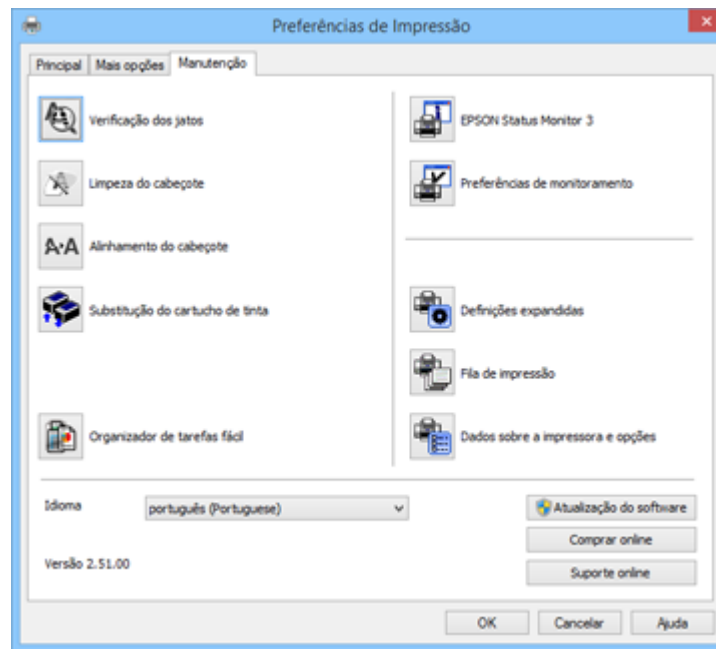 Preferências de Impressão
Principal
Mais opções
Manutenção
Verificação dos jatos
EPSON Status Monitor 3
Limpeza do cabeçote
Preferências de monitoramento
A·A
Alinhamento do cabeçote
Substituição do cartucho de tinta
Definições expandidas
Fila de impressão
Organizador de tarefas fácil
Dados sobre a impressora e opções
Idioma
português (Portuguese)
Atualização do software
Comprar online
Versão 2.51.00
Suporte online
OK
Cancelar
Ajuda